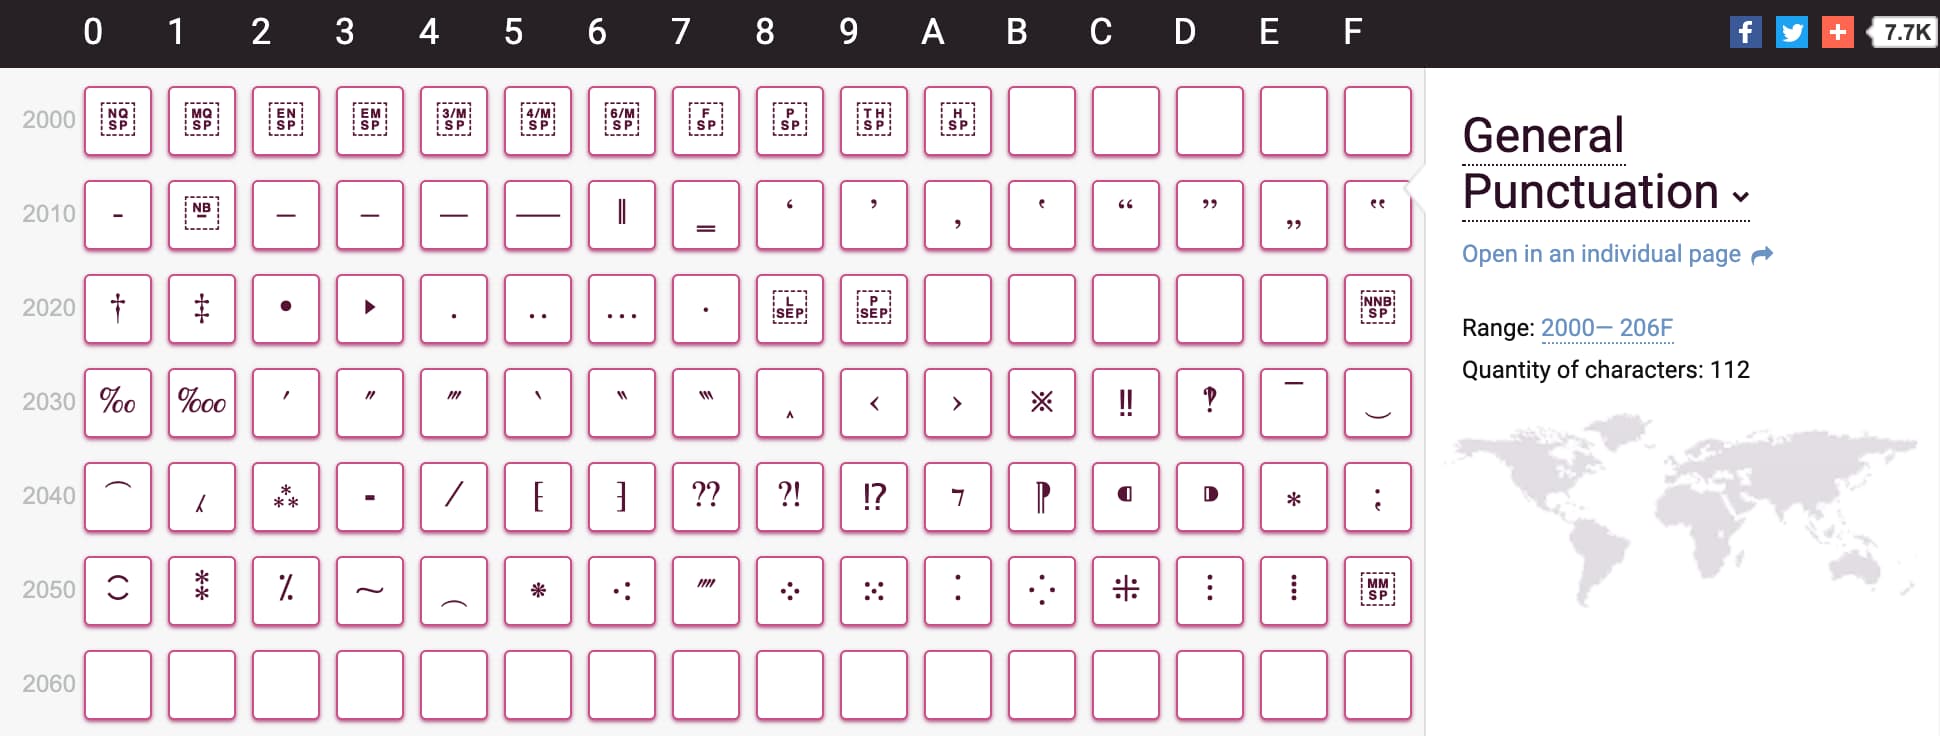 0 1 2 3 4 5 6 7 8 9 A B C D E F
7.7K
2000 NQ SP MQ SP EN SP EM SP 3/M SP 4/M SP 6/M SP F SP P SP TH SP H SP
2010 ‐ NB ‒ – — ― ‖ ‗ ‘ ’ ‚ ‛ “ ” „ ‟
2020 † ‡ • ‣ ․ ‥ … ‧ L SEP P SEP NNB SP
2030 ‰ ‱ ′ ″ ‴ ‵ ‶ ‷ ‸ ‹ › ※ ‼ ‽ ‾ ‿
2040 ⁀ ⁁ ⁂ ⁃ ⁄ ⁅ ⁆ ⁇ ⁈ ⁉ ⁊ ⁋ ⁌ ⁍ ⁎ ⁏
2050 ⁐ ⁑ ⁒ ⁓ ⁔ ⁕ ⁖ ⁗ ⁘ ⁙ ⁚ ⁛ ⁜ ⁝ ⁞ MM SP
2060
General
Punctuation
Open in an individual page
Range: 2000— 206F
Quantity of characters: 112